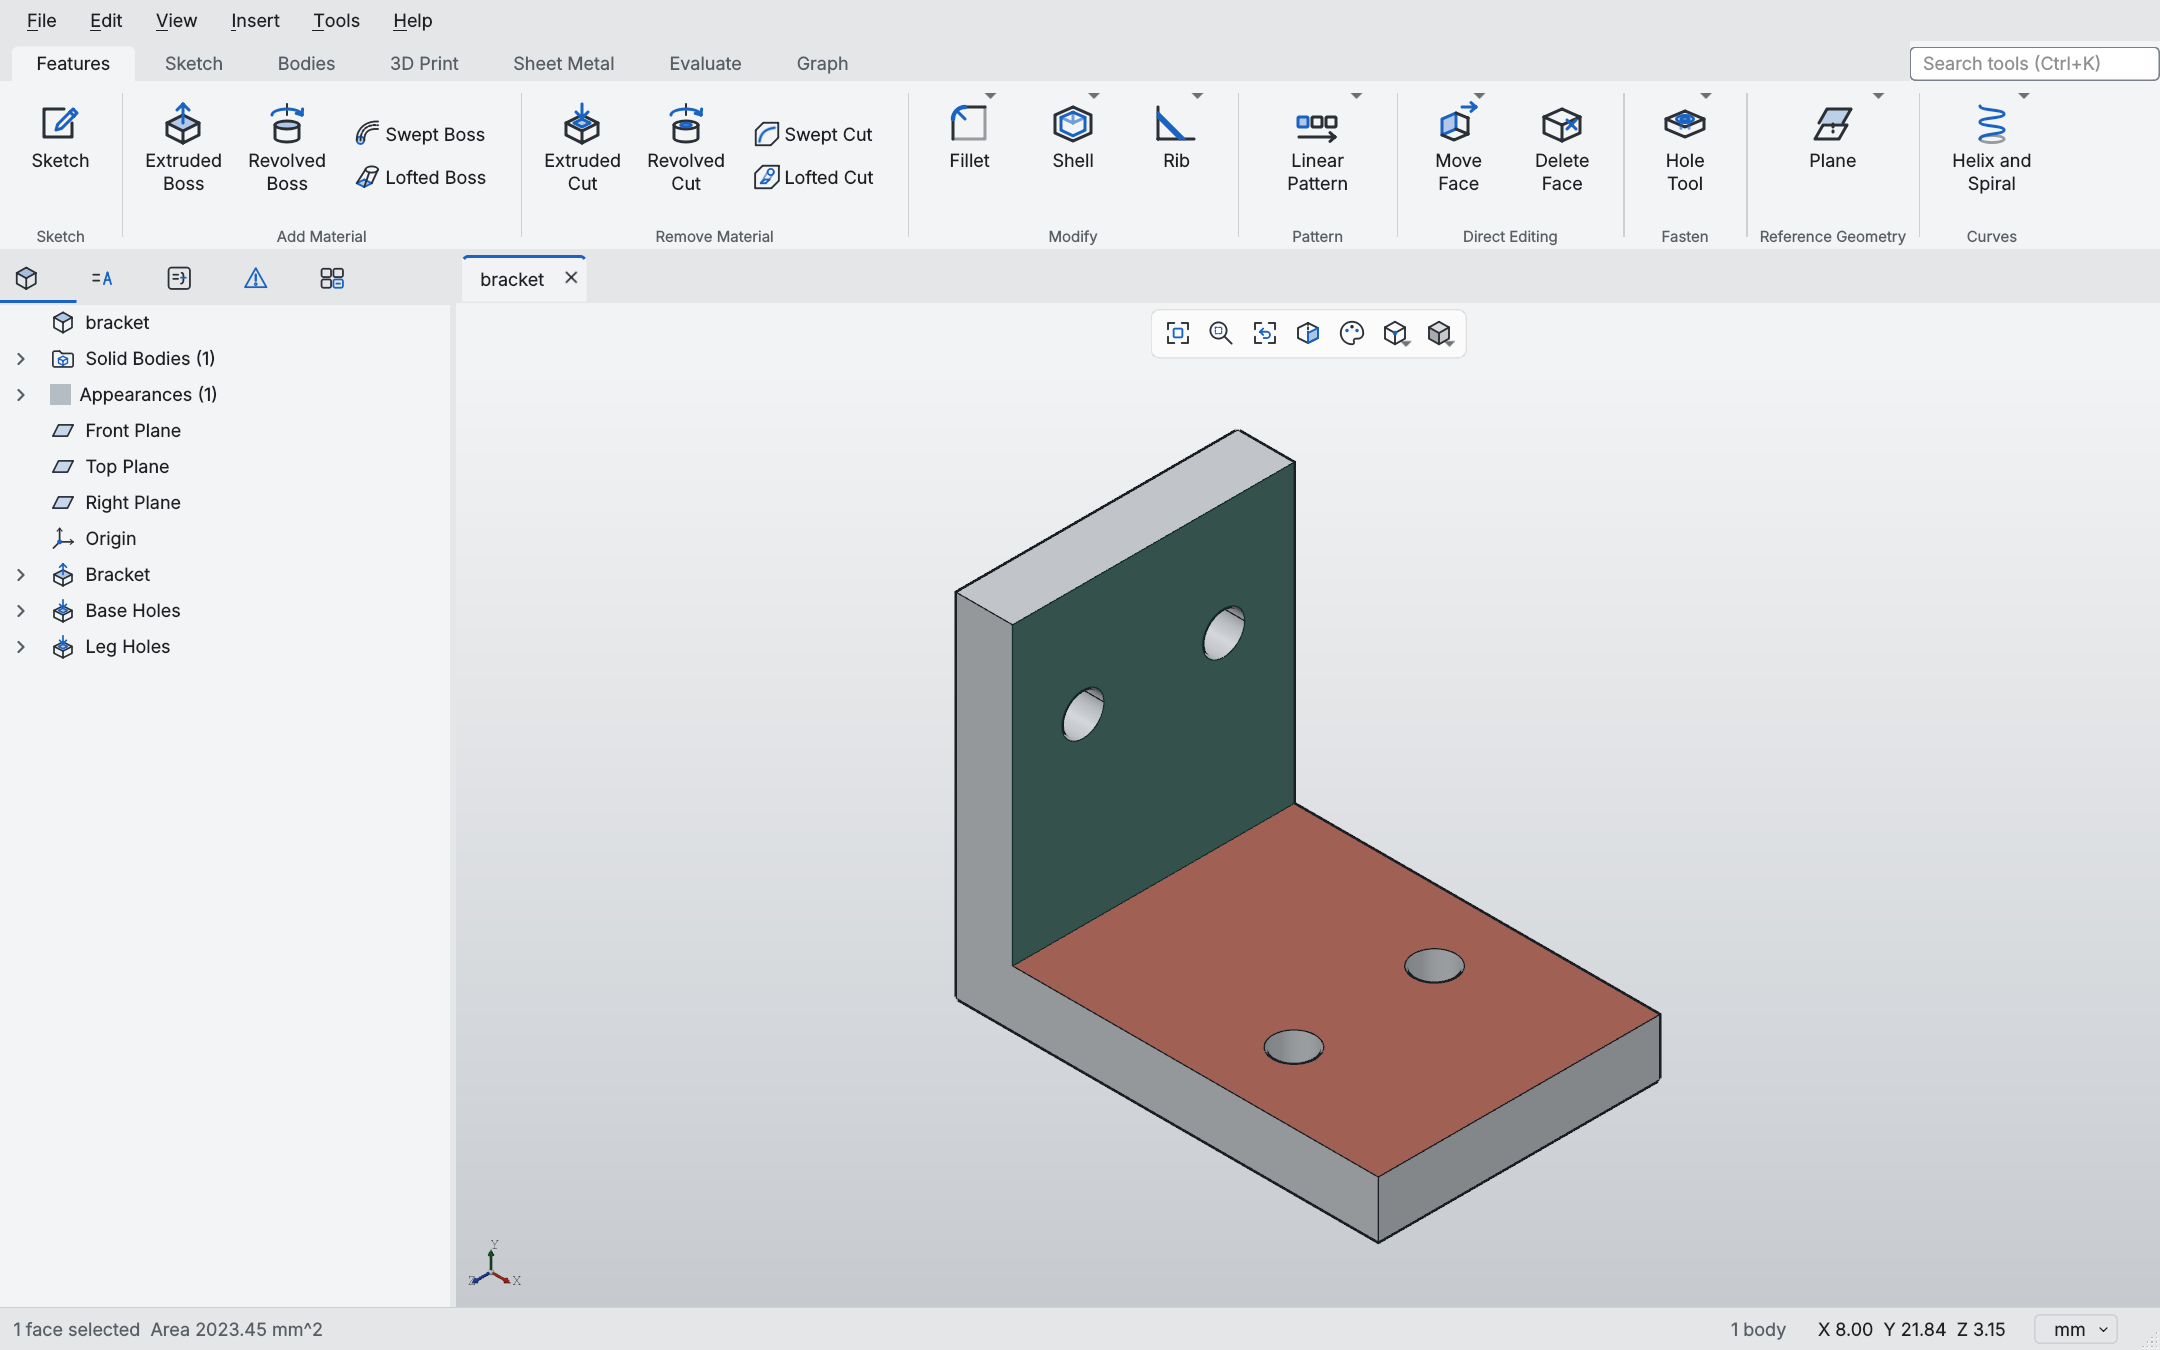 File Edit View Insert Tools Help
Features Sketch Bodies 3D Print Sheet Metal Evaluate Graph Search tools (Ctrl+K)
Sketch
Extruded Boss
Revolved Boss
Swept Boss
Lofted Boss
Extruded Cut
Revolved Cut
Swept Cut
Lofted Cut
Fillet
Shell
Rib
Linear Pattern
Move Face
Delete Face
Hole Tool
Plane
Helix and Spiral
Sketch Add Material Remove Material Modify Pattern Direct Editing Fasten Reference Geometry Curves
bracket
bracket
Solid Bodies (1)
Appearances (1)
Front Plane
Top Plane
Right Plane
Origin
Bracket
Base Holes
Leg Holes
Y
Z X
1 face selected Area 2023.45 mm^2 1 body X 8.00 Y 21.84 Z 3.15 mm